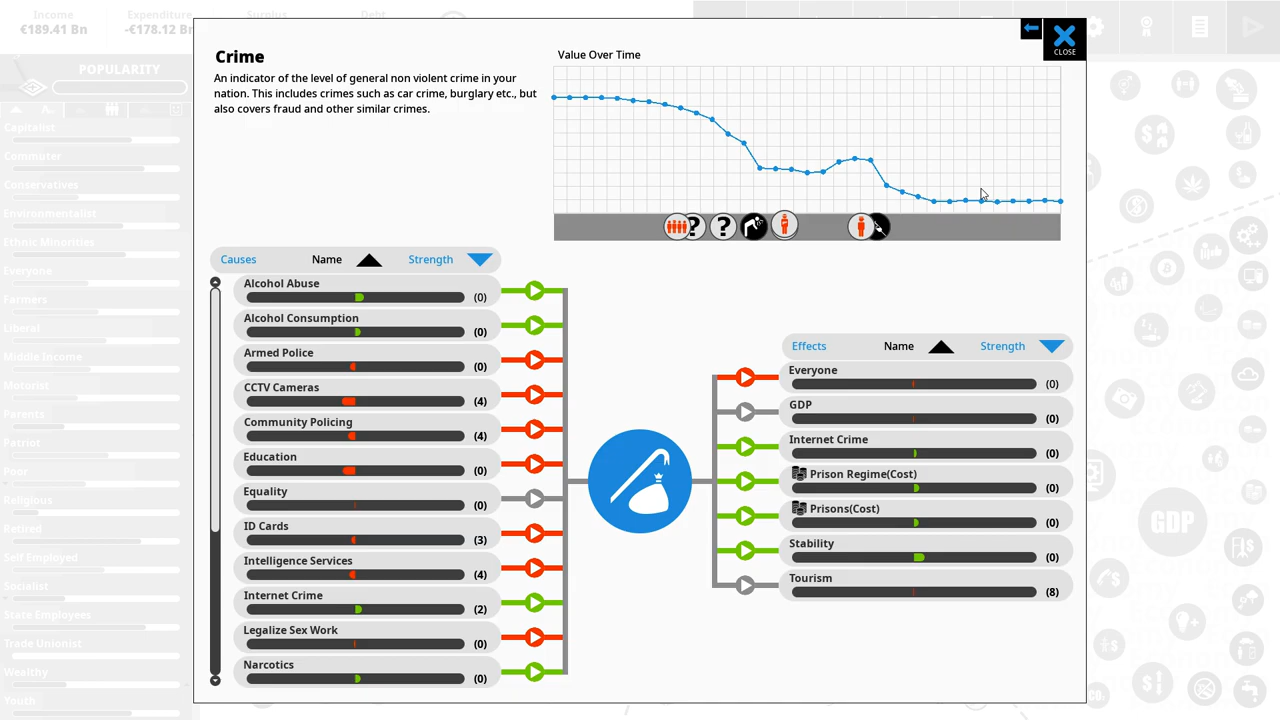 Income
€189.41 Bn
Expenditure
-€178.12 Bn
Surplus
Debt
POPULARITY
Capitalist
Commuter
Conservatives
Environmentalist
Ethnic Minorities
Everyone
Farmers
Liberal
Middle Income
Motorist
Parents
Patriot
Poor
Religious
Retired
Self Employed
Socialist
State Employees
Trade Unionist
Wealthy
Youth
Crime
An indicator of the level of general non violent crime in your
nation. This includes crimes such as car crime, burglary etc., but
also covers fraud and other similar crimes.
Value Over Time
CLOSE
Causes Name Strength
Alcohol Abuse
(0)
Alcohol Consumption
(0)
Armed Police
(0)
CCTV Cameras
(4)
Community Policing
(4)
Education
(0)
Equality
(0)
ID Cards
(3)
Intelligence Services
(4)
Internet Crime
(2)
Legalize Sex Work
(0)
Narcotics
(0)
Effects Name Strength
Everyone
(0)
GDP
(0)
Internet Crime
(0)
Prison Regime(Cost)
(0)
Prisons(Cost)
(0)
Stability
(0)
Tourism
(8)
GDP